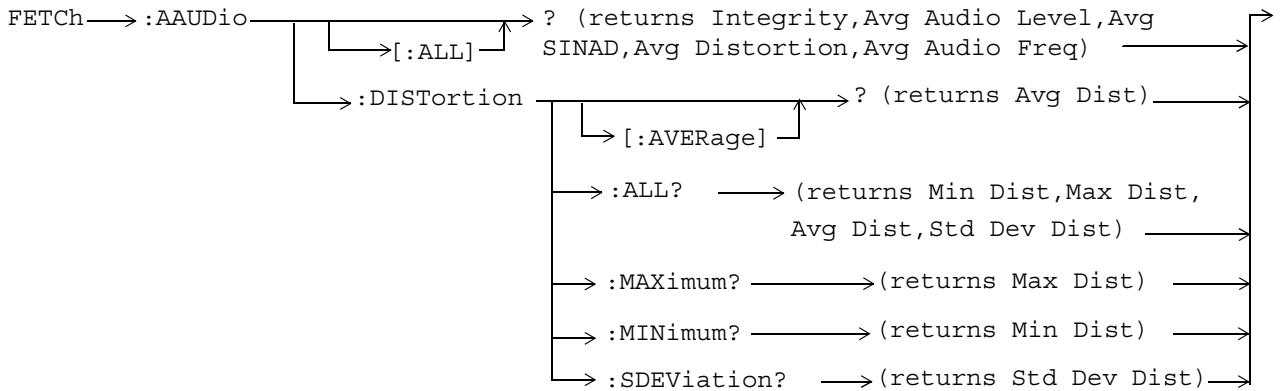 FETCh :AAUDio ? (returns Integrity,Avg Audio Level,Avg
[:ALL] SINAD,Avg Distortion,Avg Audio Freq)
:DISTortion ? (returns Avg Dist)
[:AVERage]
:ALL? (returns Min Dist,Max Dist,
Avg Dist,Std Dev Dist)
:MAXimum? (returns Max Dist)
:MINimum? (returns Min Dist)
:SDEViation? (returns Std Dev Dist)